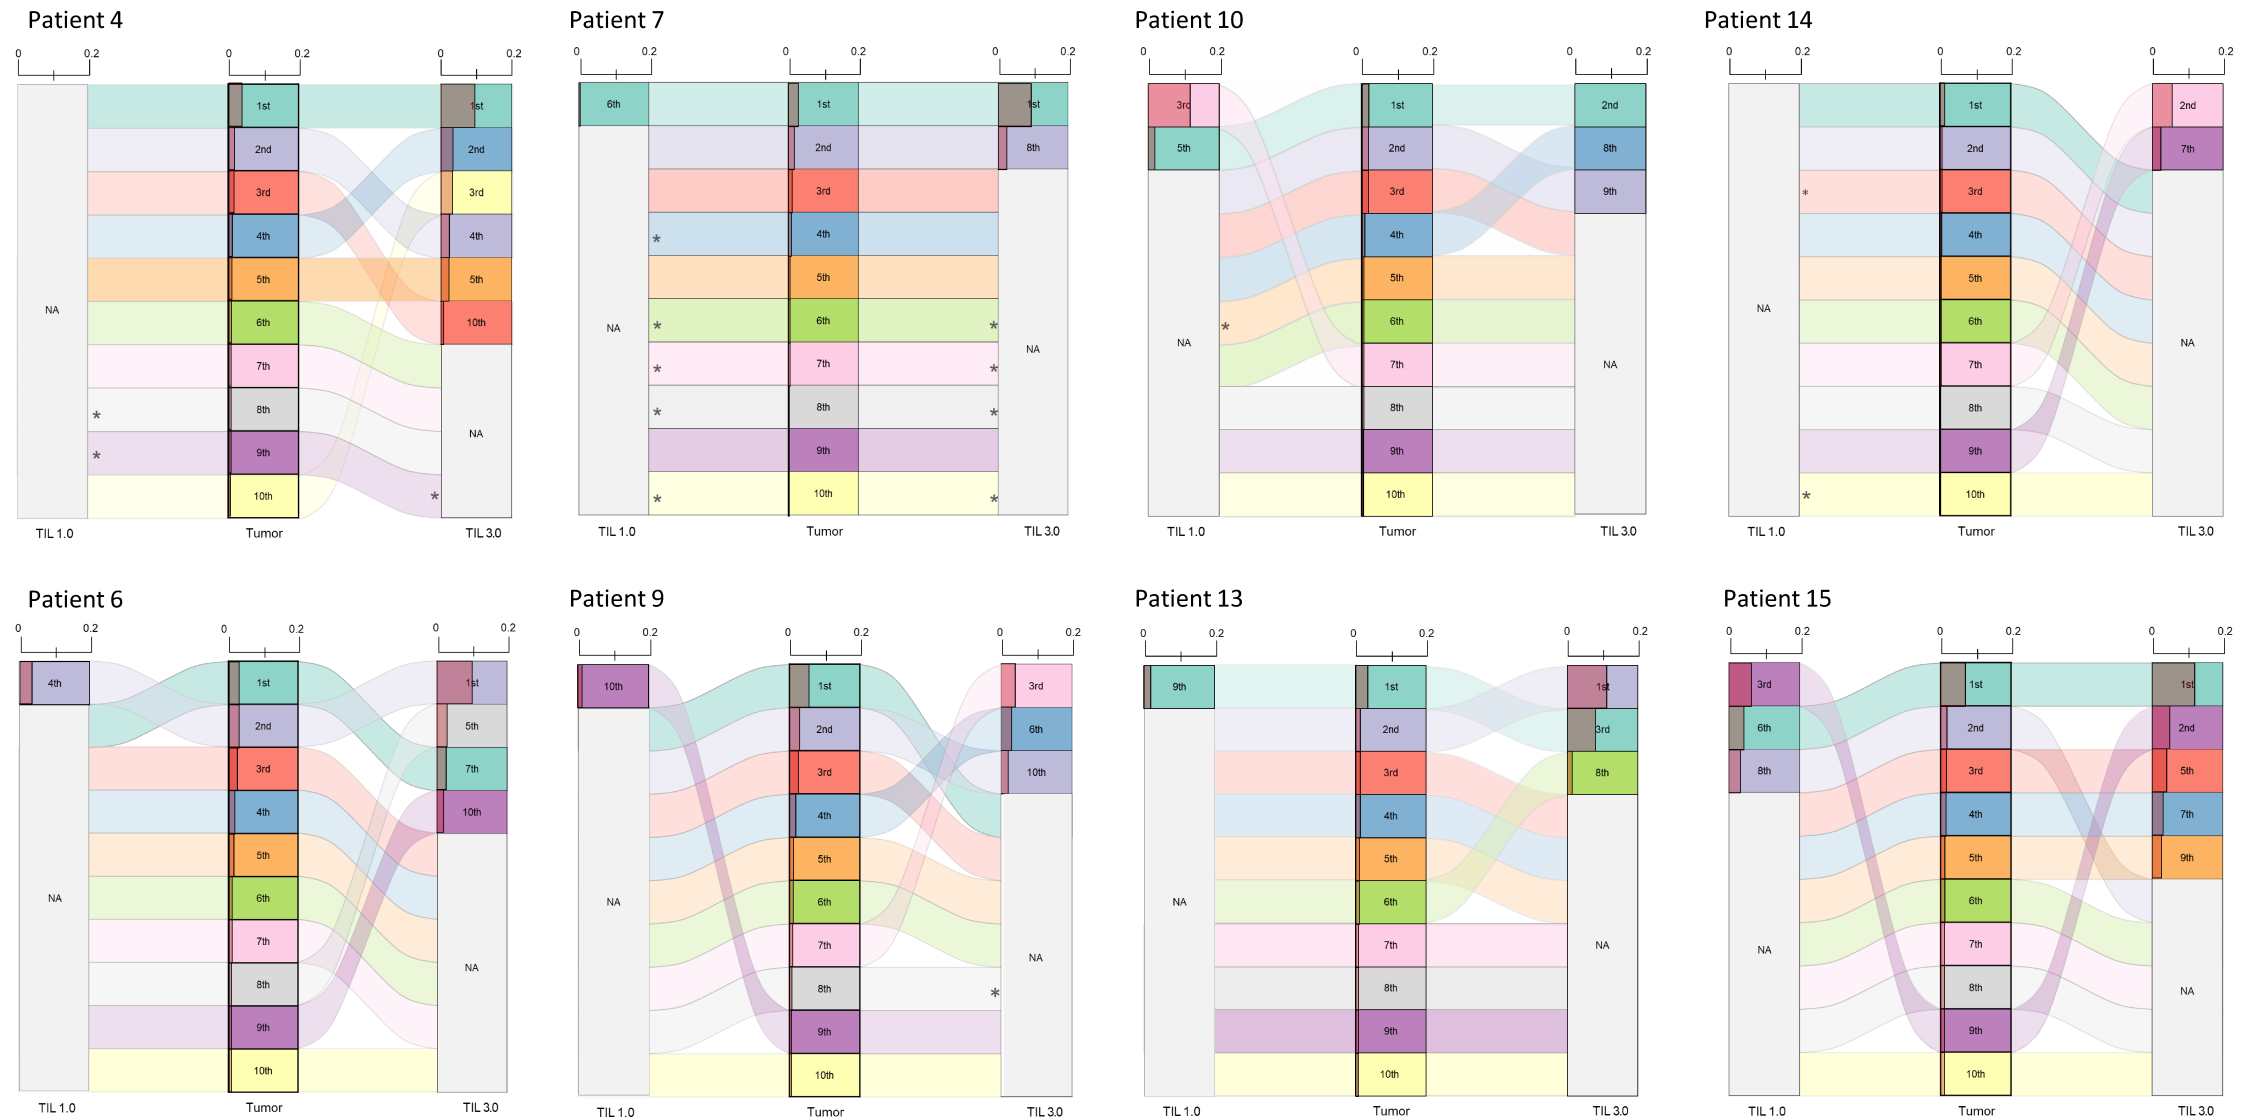 Patient 4
0 0.2 0 0.2 0 0.2
1st 1st
2nd 2nd
3rd 3rd
4th 4th
5th 5th
NA 6th 10th
7th
8th NA
*
9th
*
10th *
TIL 1.0 Tumor TIL 3.0
Patient 7
0 0.2 0 0.2 0 0.2
6th 1st 1st
2nd 8th
3rd
* 4th
5th
NA * 6th * NA
* 7th *
* 8th *
9th
* 10th *
TIL 1.0 Tumor TIL 3.0
Patient 10
0 0.2 0 0.2 0 0.2
3rd 1st 2nd
5th 2nd 8th
3rd 9th
4th
5th
NA * 6th
7th NA
8th
9th
10th
TIL 1.0 Tumor TIL 3.0
Patient 14
0 0.2 0 0.2 0 0.2
1st 2nd
2nd 7th
* 3rd
4th
5th
NA 6th NA
7th
8th
9th
* 10th
TIL 1.0 Tumor TIL 3.0
Patient 6
0 0.2 0 0.2 0 0.2
4th 1st 1st
2nd 5th
3rd 7th
4th 10th
5th
NA 6th
7th NA
8th
9th
10th
TIL 1.0 Tumor TIL 3.0
Patient 9
0 0.2 0 0.2 0 0.2
10th 1st 3rd
2nd 6th
3rd 10th
4th
5th
NA 6th
7th NA
8th *
9th
10th
TIL 1.0 Tumor TIL 3.0
Patient 13
0 0.2 0 0.2 0 0.2
9th 1st 1st
2nd 3rd
3rd 8th
4th
5th
NA 6th
7th NA
8th
9th
10th
TIL 1.0 Tumor TIL 3.0
Patient 15
0 0.2 0 0.2 0 0.2
3rd 1st 1st
6th 2nd 2nd
8th 3rd 5th
4th 7th
5th 9th
6th
NA 7th
8th NA
9th
10th
TIL 1.0 Tumor TIL 3.0